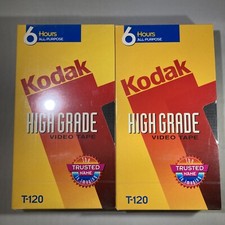 6 Hours
ALL-PURPOSE
Kodak
HIGH GRADE
VIDEO TAPE
TRUSTED
NAME
T-120
6 Hours
ALL-PURPOSE
Kodak
HIGH GRADE
VIDEO TAPE
TRUSTED
NAME
T-120